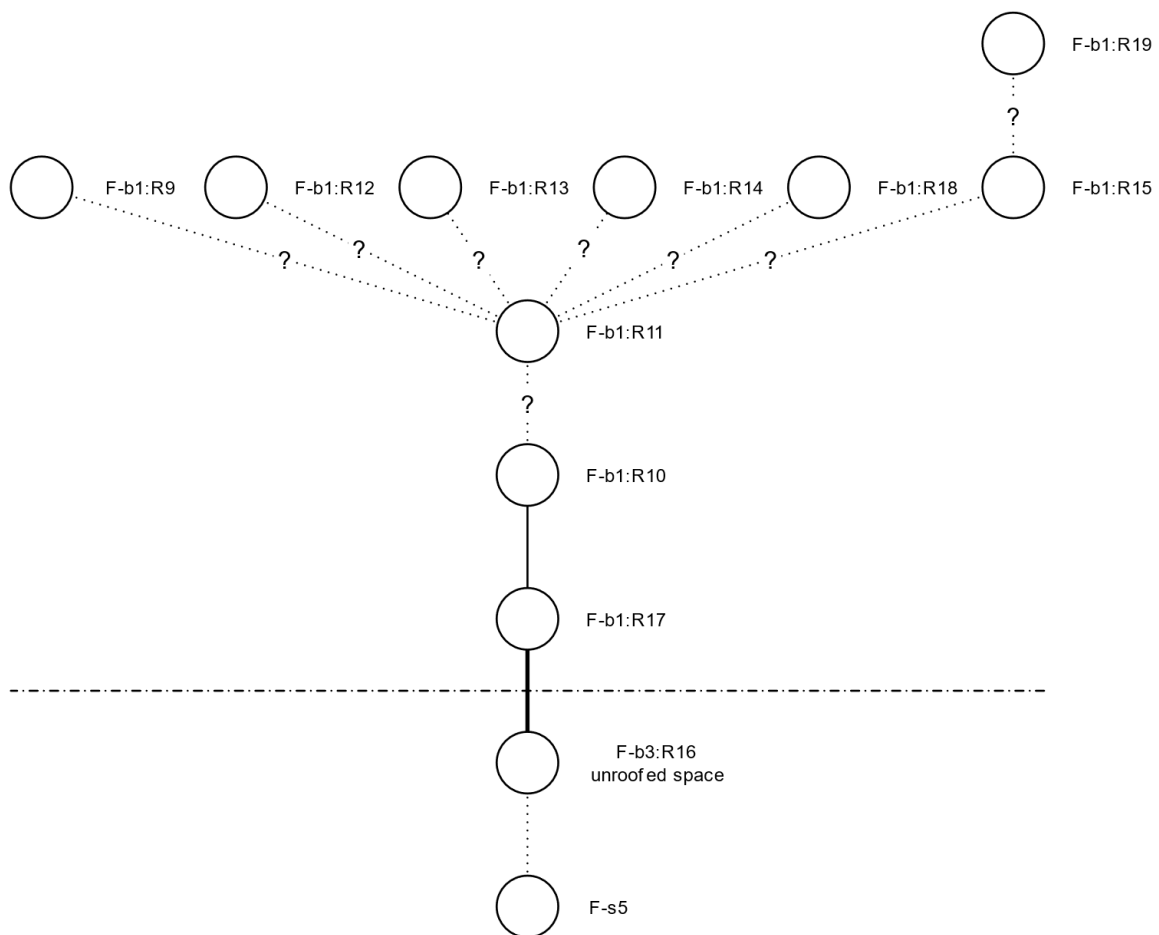 F-b1:R19
?
F-b1:R9
F-b1:R12
F-b1:R13
F-b1:R14
F-b1:R18
F-b1:R15
?
?
?
?
?
?
F-b1:R11
?
F-b1:R10
F-b1:R17
F-b3:R16
unroofed space
F-s5